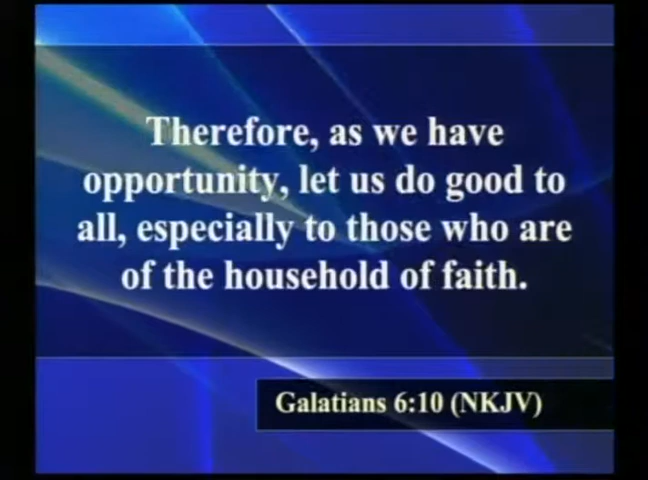 Therefore, as we have
opportunity, let us do good to
all, especially to those who are
of the household of faith.
Galatians 6:10 (NKJV)